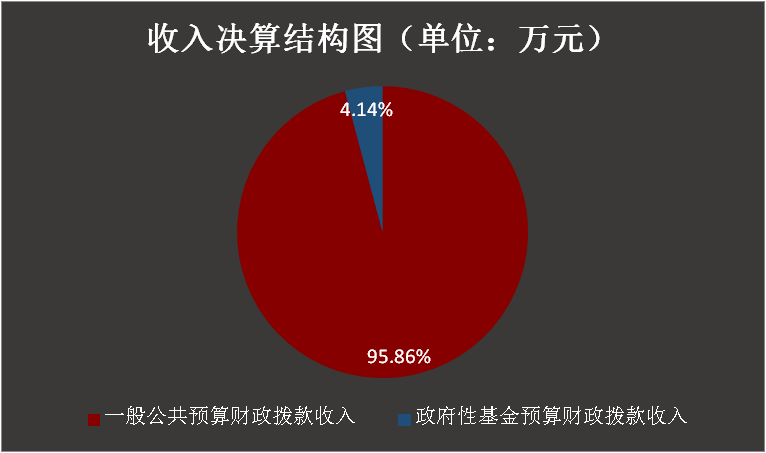 收入决算结构图（单位：万元）
4.14%
95.86%
一般公共预算财政拨款收入
政府性基金预算财政拨款收入